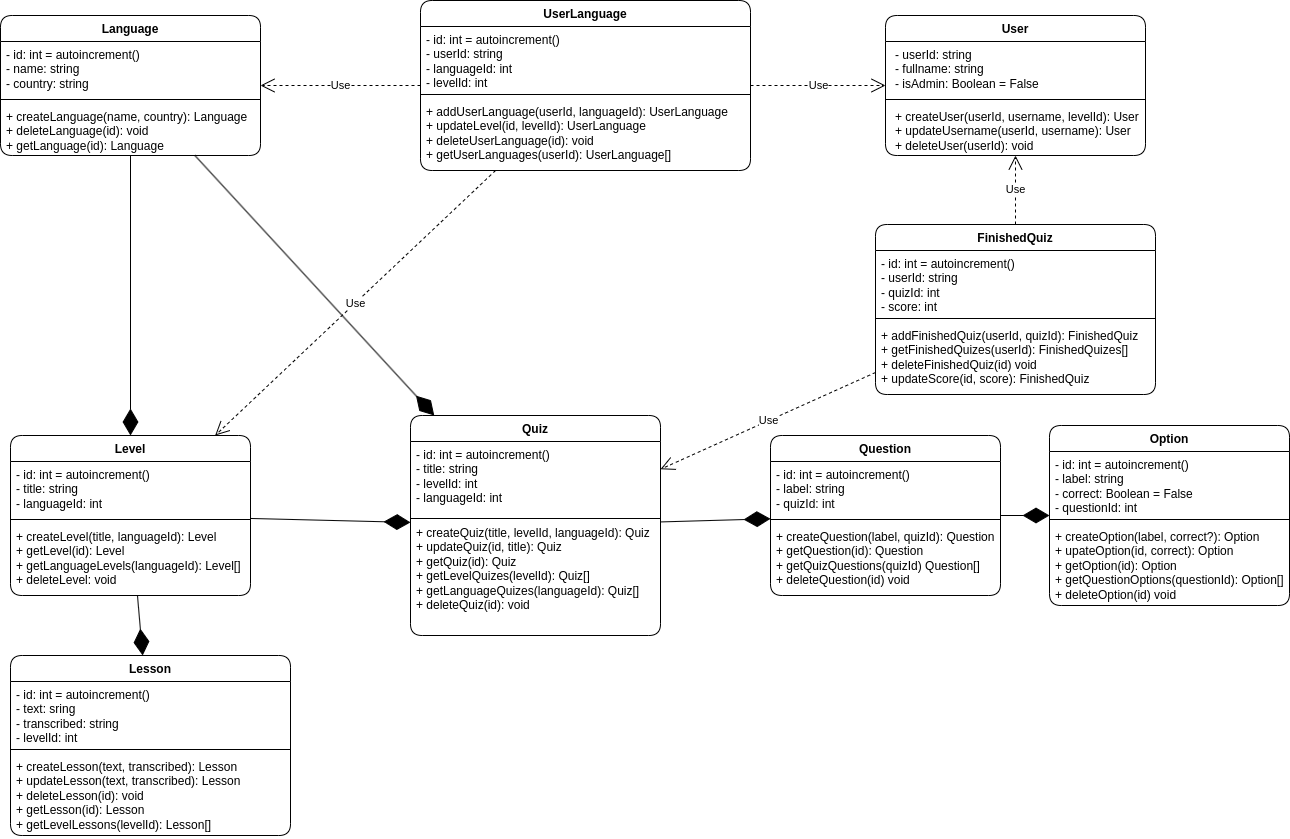 Language
- id: int = autoincrement()
- name: string
- country: string
+ createLanguage(name, country): Language
+ deleteLanguage(id): void
+ getLanguage(id): Language
UserLanguage
- id: int = autoincrement()
- userId: string
- languageId: int
- levelId: int
+ addUserLanguage(userId, languageId): UserLanguage
+ updateLevel(id, levelId): UserLanguage
+ deleteUserLanguage(id): void
+ getUserLanguages(userId): UserLanguage[]
User
- userId: string
- fullname: string
- isAdmin: Boolean = False
+ createUser(userId, username, levelId): User
+ updateUsername(userId, username): User
+ deleteUser(userId): void
Use
Use
Use
Use
Use
FinishedQuiz
- id: int = autoincrement()
- userId: string
- quizId: int
- score: int
+ addFinishedQuiz(userId, quizId): FinishedQuiz
+ getFinishedQuizes(userId): FinishedQuizes[]
+ deleteFinishedQuiz(id) void
+ updateScore(id, score): FinishedQuiz
Level
- id: int = autoincrement()
- title: string
- languageId: int
+ createLevel(title, languageId): Level
+ getLevel(id): Level
+ getLanguageLevels(languageId): Level[]
+ deleteLevel: void
Quiz
- id: int = autoincrement()
- title: string
- levelId: int
- languageId: int
+ createQuiz(title, levelId, languageId): Quiz
+ updateQuiz(id, title): Quiz
+ getQuiz(id): Quiz
+ getLevelQuizes(levelId): Quiz[]
+ getLanguageQuizes(languageId): Quiz[]
+ deleteQuiz(id): void
Question
- id: int = autoincrement()
- label: string
- quizId: int
+ createQuestion(label, quizId): Question
+ getQuestion(id): Question
+ getQuizQuestions(quizId) Question[]
+ deleteQuestion(id) void
Option
- id: int = autoincrement()
- label: string
- correct: Boolean = False
- questionId: int
+ createOption(label, correct?): Option
+ upateOption(id, correct): Option
+ getOption(id): Option
+ getQuestionOptions(questionId): Option[]
+ deleteOption(id) void
Lesson
- id: int = autoincrement()
- text: sring
- transcribed: string
- levelId: int
+ createLesson(text, transcribed): Lesson
+ updateLesson(text, transcribed): Lesson
+ deleteLesson(id): void
+ getLesson(id): Lesson
+ getLevelLessons(levelId): Lesson[]